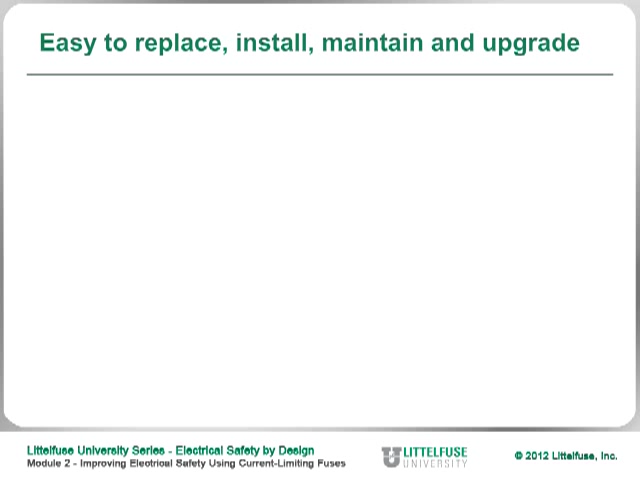 Easy to replace, install, maintain and upgrade
Littelfuse University Series - Electrical Safety by Design
Module 2 - Improving Electrical Safety Using Current-Limiting Fuses
U LITTELFUSE
UNIVERSITY
© 2012 Littelfuse, Inc.